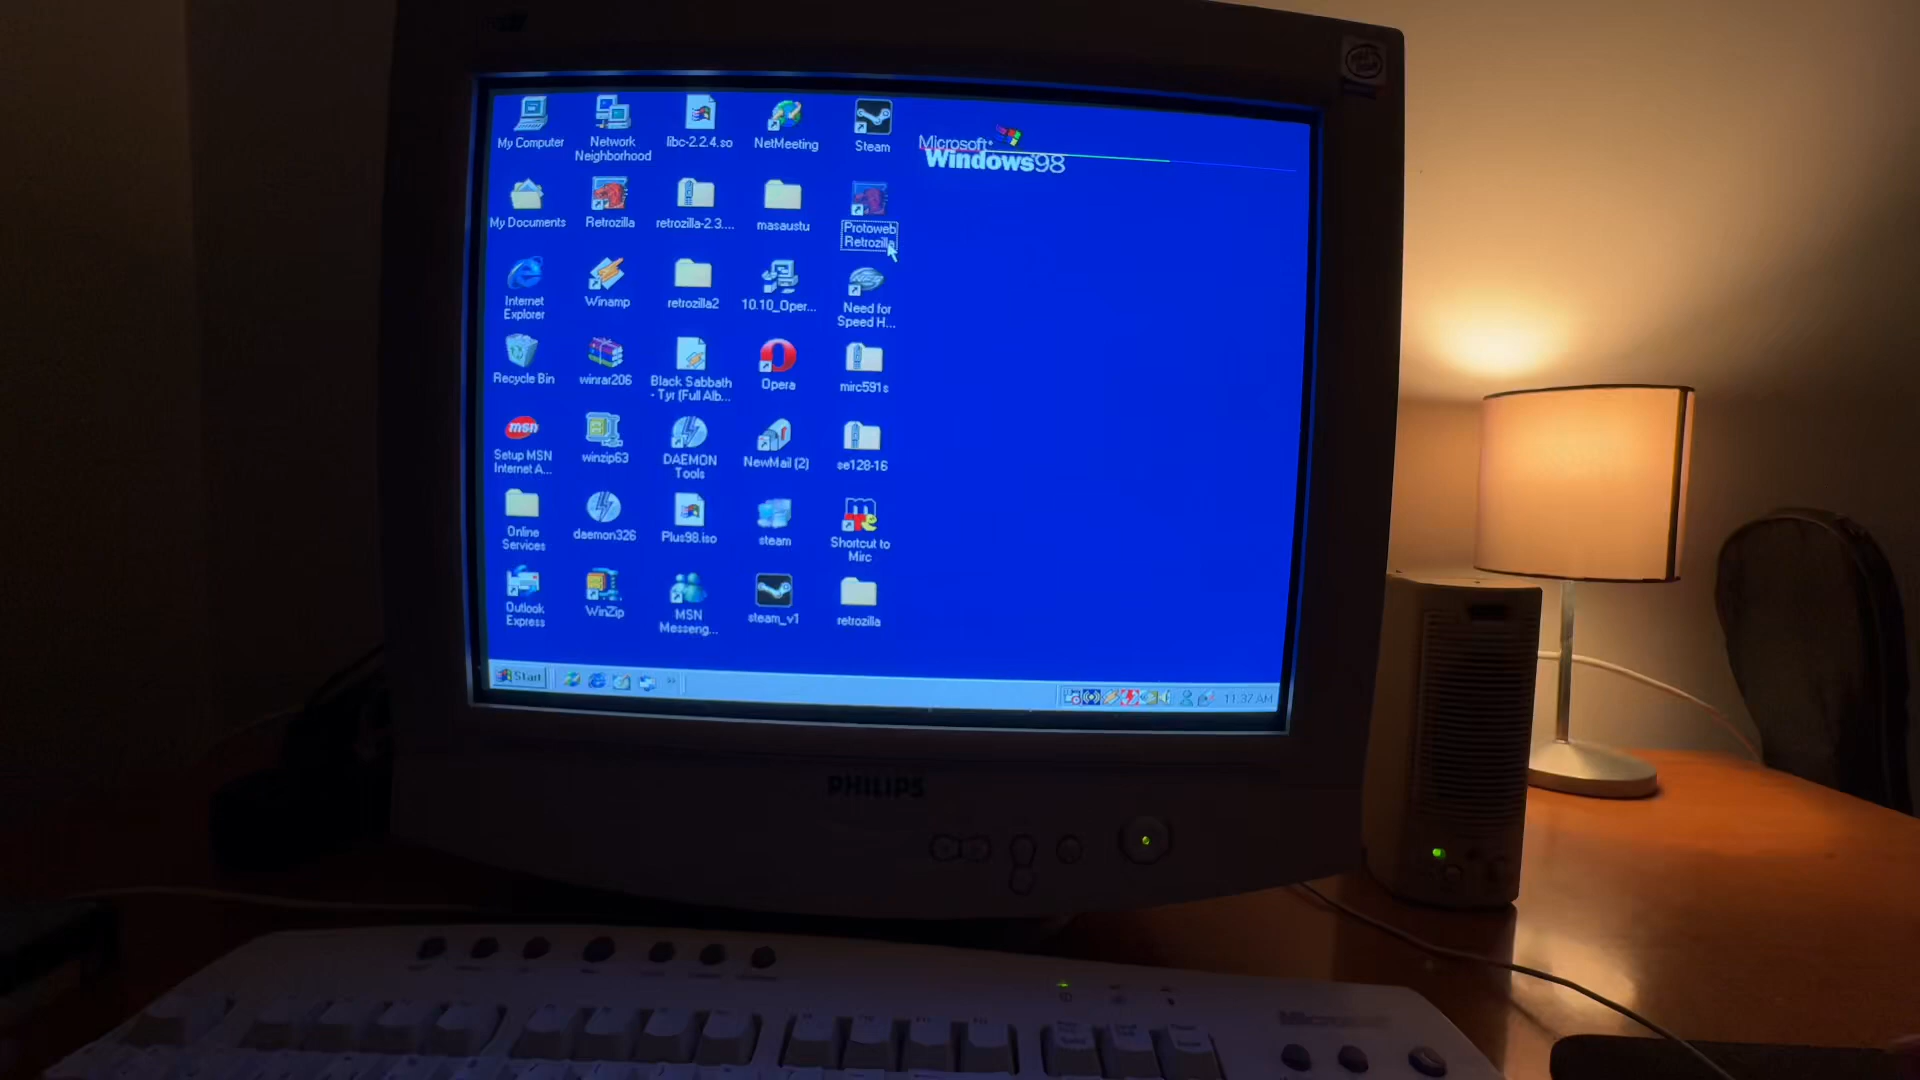 My Computer
Network
Neighborhood
libc-2.2.4.so
NetMeeting
Steam
Microsoft
Windows98
My Documents
Retrozilla
retrozilla-2.3....
masaustu
Protoweb
Retrozilla
Internet
Explorer
Winamp
retrozilla2
10.10_Oper...
Need for
Speed H...
Recycle Bin
winrar206
Black Sabbath
- Tyr (Full Alb...
Opera
mirc591s
msn
Setup MSN
Internet A...
winzip63
DAEMON
Tools
NewMail (2)
se128-16
Online
Services
daemon326
Plus98.iso
steam
Shortcut to
Mirc
Outlook
Express
WinZip
MSN
Messeng...
steam_v1
retrozilla
Start
11:37 AM
PHILIPS